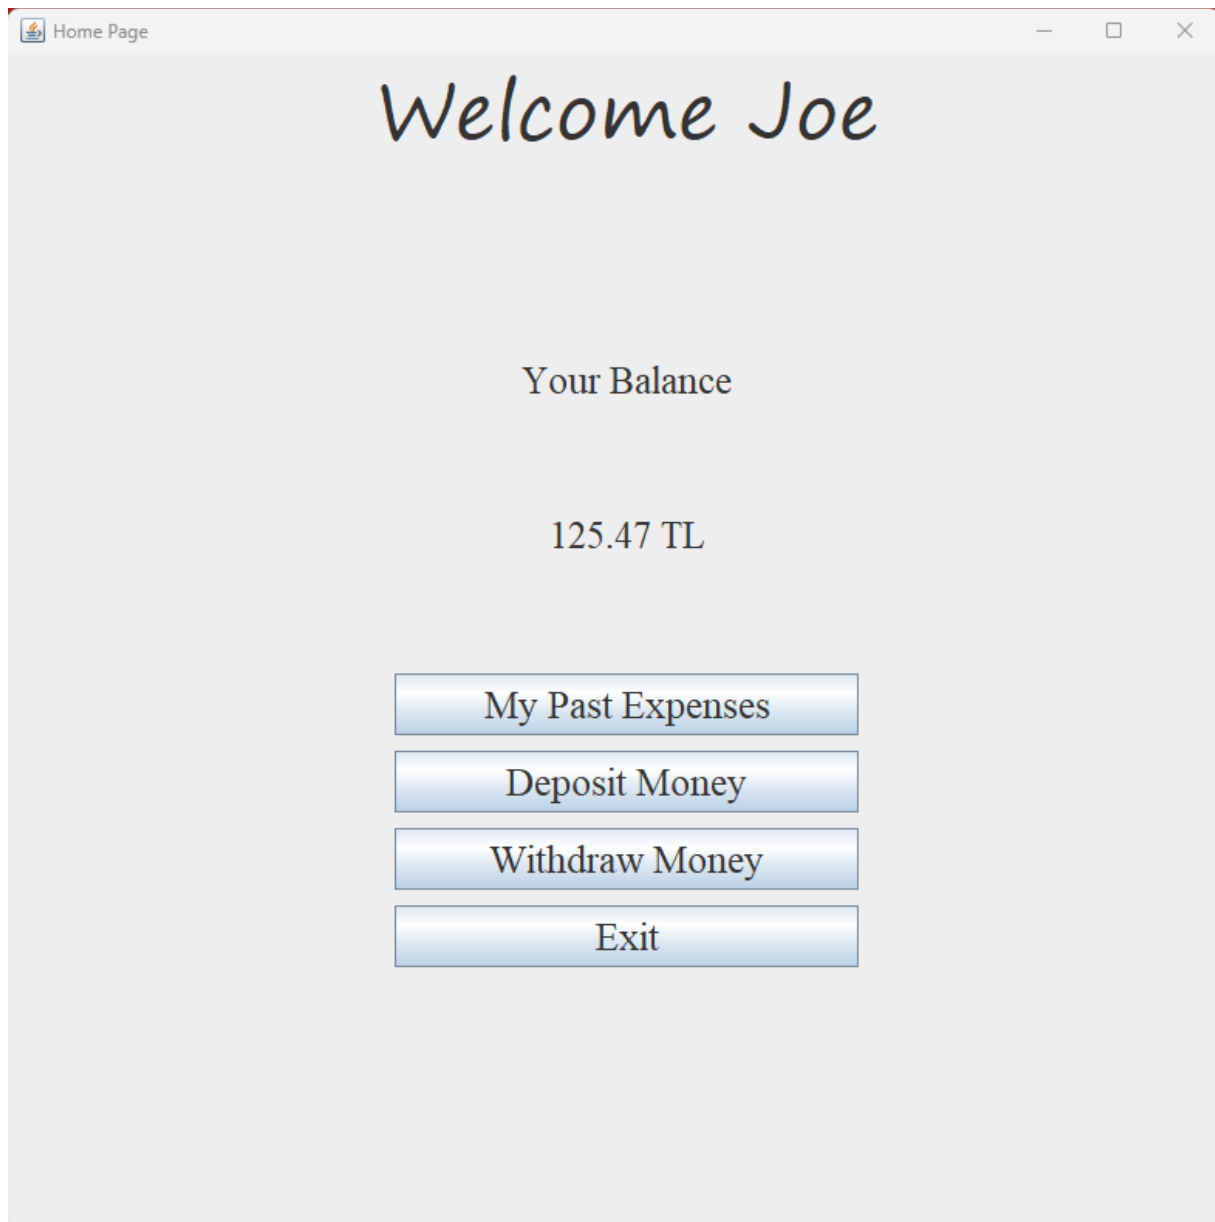 Home Page
Welcome Joe
Your Balance
125.47 TL
My Past Expenses
Deposit Money
Withdraw Money
Exit